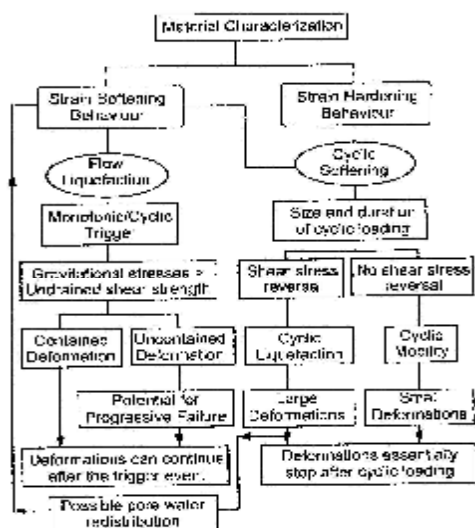 Material Characterization
Strain Softening
Behaviour
Strain Hardening
Behaviour
Flow
Liquefaction
Cyclic
Softening
Monotonic/Cyclic
Trigger
Size and duration
of cyclic loading
Gravitational stresses >
Undrained shear strength
Shear stress
reverse
No shear stress
reversal
Contained
Deformation
Uncontained
Deformation
Cyclic
Liquefaction
Cyclic
Mobility
Potential for
Progressive Failure
Large
Deformations
Small
Deformations
Deformations can continue
after the trigger event
Deformations essentially
stop after cyclic loading
Possible pore water
redistribution